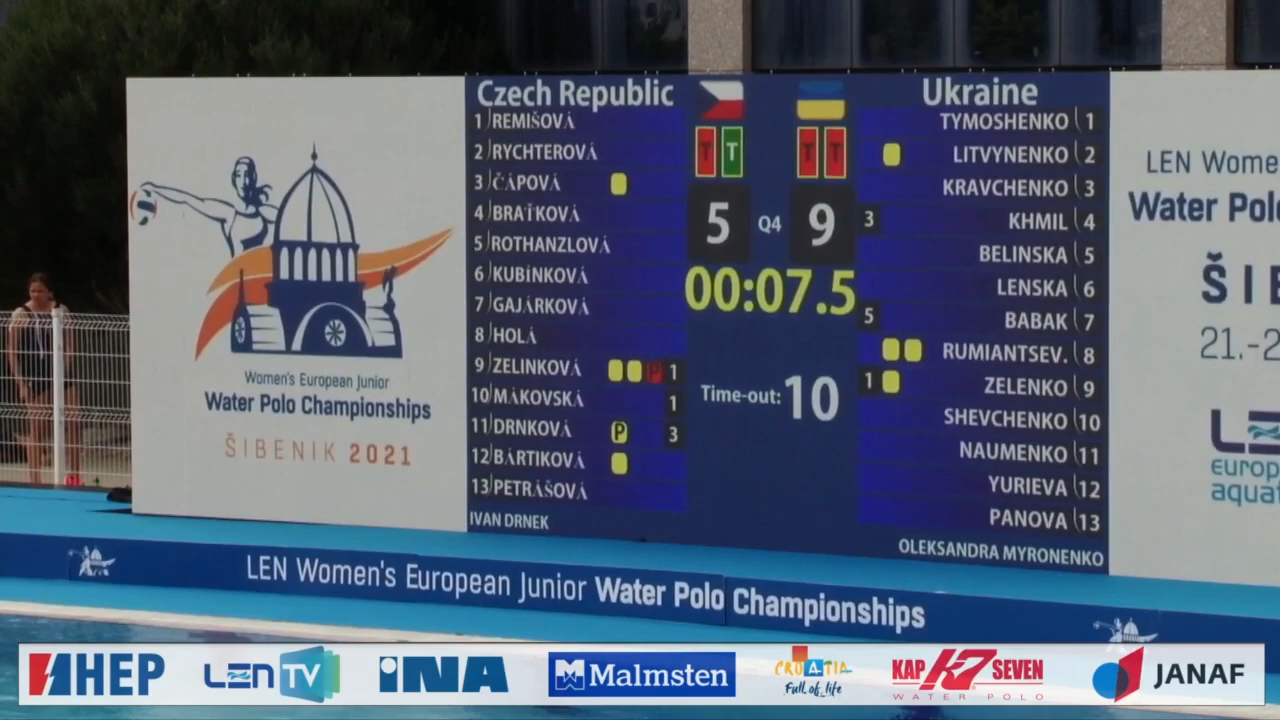 Czech Republic
1 REMIŠOVÁ
2 RYCHTEROVÁ
3 ČÁPOVÁ
4 BRAŤKOVÁ
5 ROTHANZLOVÁ
6 KUBÍNKOVÁ
7 GAJÁRKOVÁ
8 HOLÁ
9 ZELINKOVÁ P 1
10 MÁKOVSKÁ 1
11 DRNKOVÁ P 3
12 BÁRTIKOVÁ
13 PETRÁŠOVÁ
IVAN DRNEK
T T T T
5 Q4 9
00:07.5
Time-out: 10
Ukraine
TYMOSHENKO 1
LITVYNENKO 2
KRAVCHENKO 3
3 KHMIL 4
BELINSKA 5
LENSKA 6
5 BABAK 7
RUMIANTSEV. 8
1 ZELENKO 9
SHEVCHENKO 10
NAUMENKO 11
YURIEVA 12
PANOVA 13
OLEKSANDRA MYRONENKO
Women's European Junior
Water Polo Championships
ŠIBENIK 2021
LEN Wome
Water Polo
ŠIB
21.-2
LE
europ
aquat
LEN Women's European Junior Water Polo Championships
HEP
LEN TV
INA
Malmsten
CROATIA
Full of life
KAP K7 SEVEN
WATER POLO
JANAF